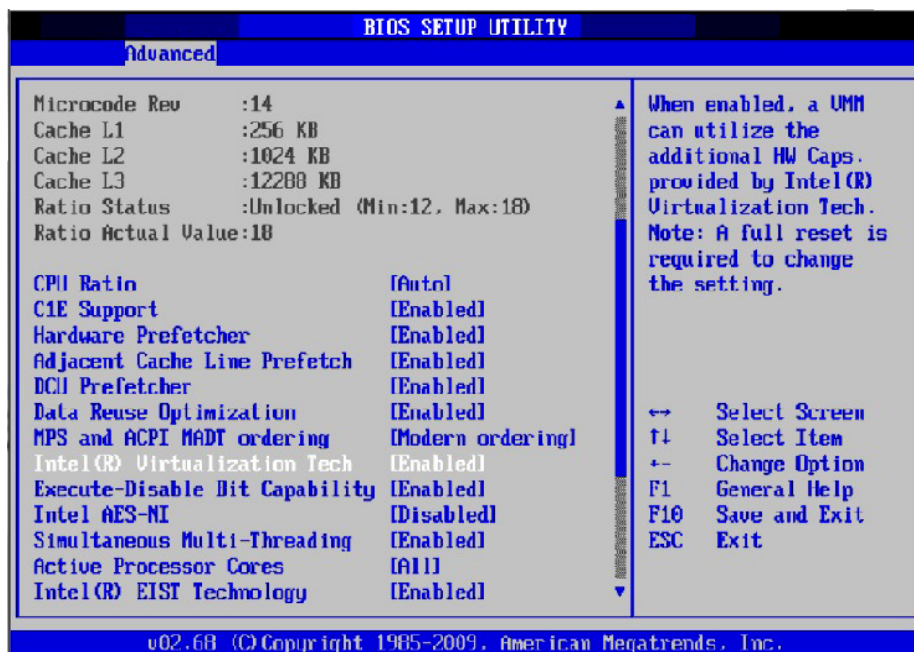 BIOS SETUP UTILITY
Advanced
Microcode Rev :14
Cache L1 :256 KB
Cache L2 :1024 KB
Cache L3 :12288 KB
Ratio Status :Unlocked (Min:12, Max:18)
Ratio Actual Value:18
CPU Ratio [Auto]
C1E Support [Enabled]
Hardware Prefetcher [Enabled]
Adjacent Cache Line Prefetch [Enabled]
DCU Prefetcher [Enabled]
Data Reuse Optimization [Enabled]
MPS and ACPI MADT ordering [Modern ordering]
Intel(R) Virtualization Tech [Enabled]
Execute-Disable Bit Capability [Enabled]
Intel AES-NI [Disabled]
Simultaneous Multi-Threading [Enabled]
Active Processor Cores [All]
Intel(R) EIST Technology [Enabled]
When enabled, a VMM
can utilize the
additional HW Caps.
provided by Intel(R)
Virtualization Tech.
Note: A full reset is
required to change
the setting.
↔ Select Screen
↑↓ Select Item
+- Change Option
F1 General Help
F10 Save and Exit
ESC Exit
v02.68 (C)Copyright 1985-2009, American Megatrends, Inc.